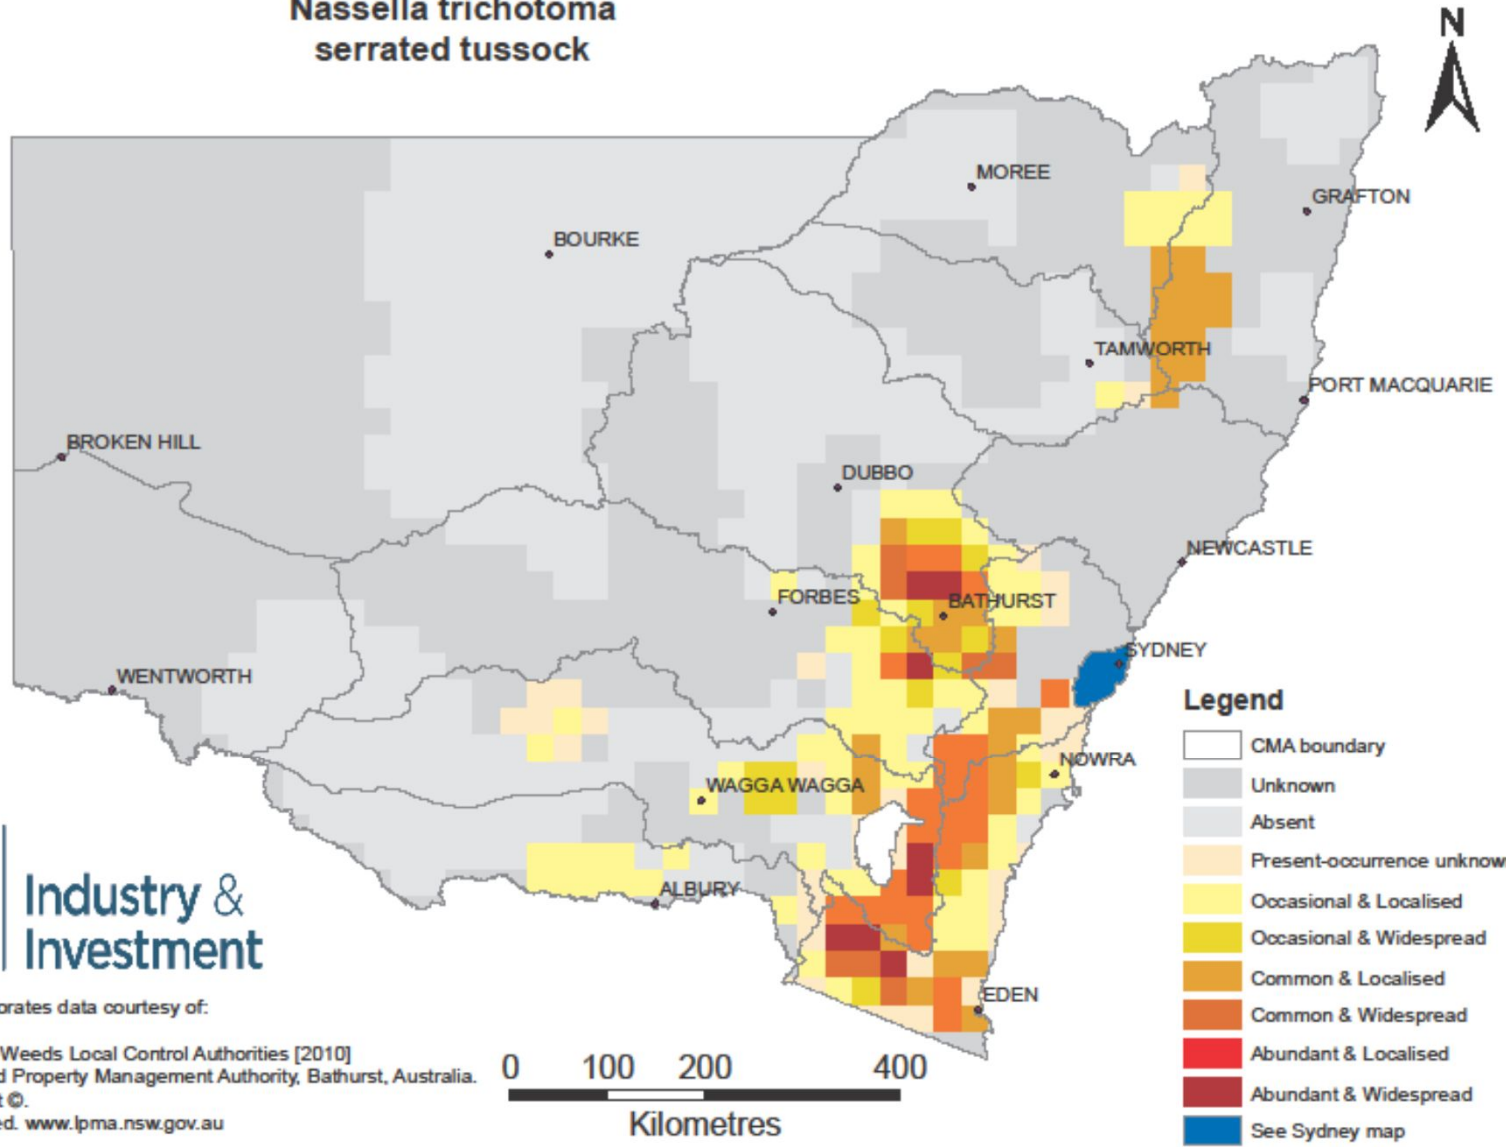 Nassella trichotoma
serrated tussock
N
MOREE
GRAFTON
BOURKE
TAMWORTH
PORT MACQUARIE
BROKEN HILL
DUBBO
NEWCASTLE
FORBES
BATHURST
SYDNEY
WENTWORTH
NOWRA
WAGGA WAGGA
ALBURY
EDEN
Legend
CMA boundary
Unknown
Absent
Present-occurrence unknow
Occasional & Localised
Occasional & Widespread
Common & Localised
Common & Widespread
Abundant & Localised
Abundant & Widespread
See Sydney map
Industry &
Investment
orates data courtesy of:
Weeds Local Control Authorities [2010]
d Property Management Authority, Bathurst, Australia.
t ©.
ed. www.lpma.nsw.gov.au
0 100 200 400
Kilometres